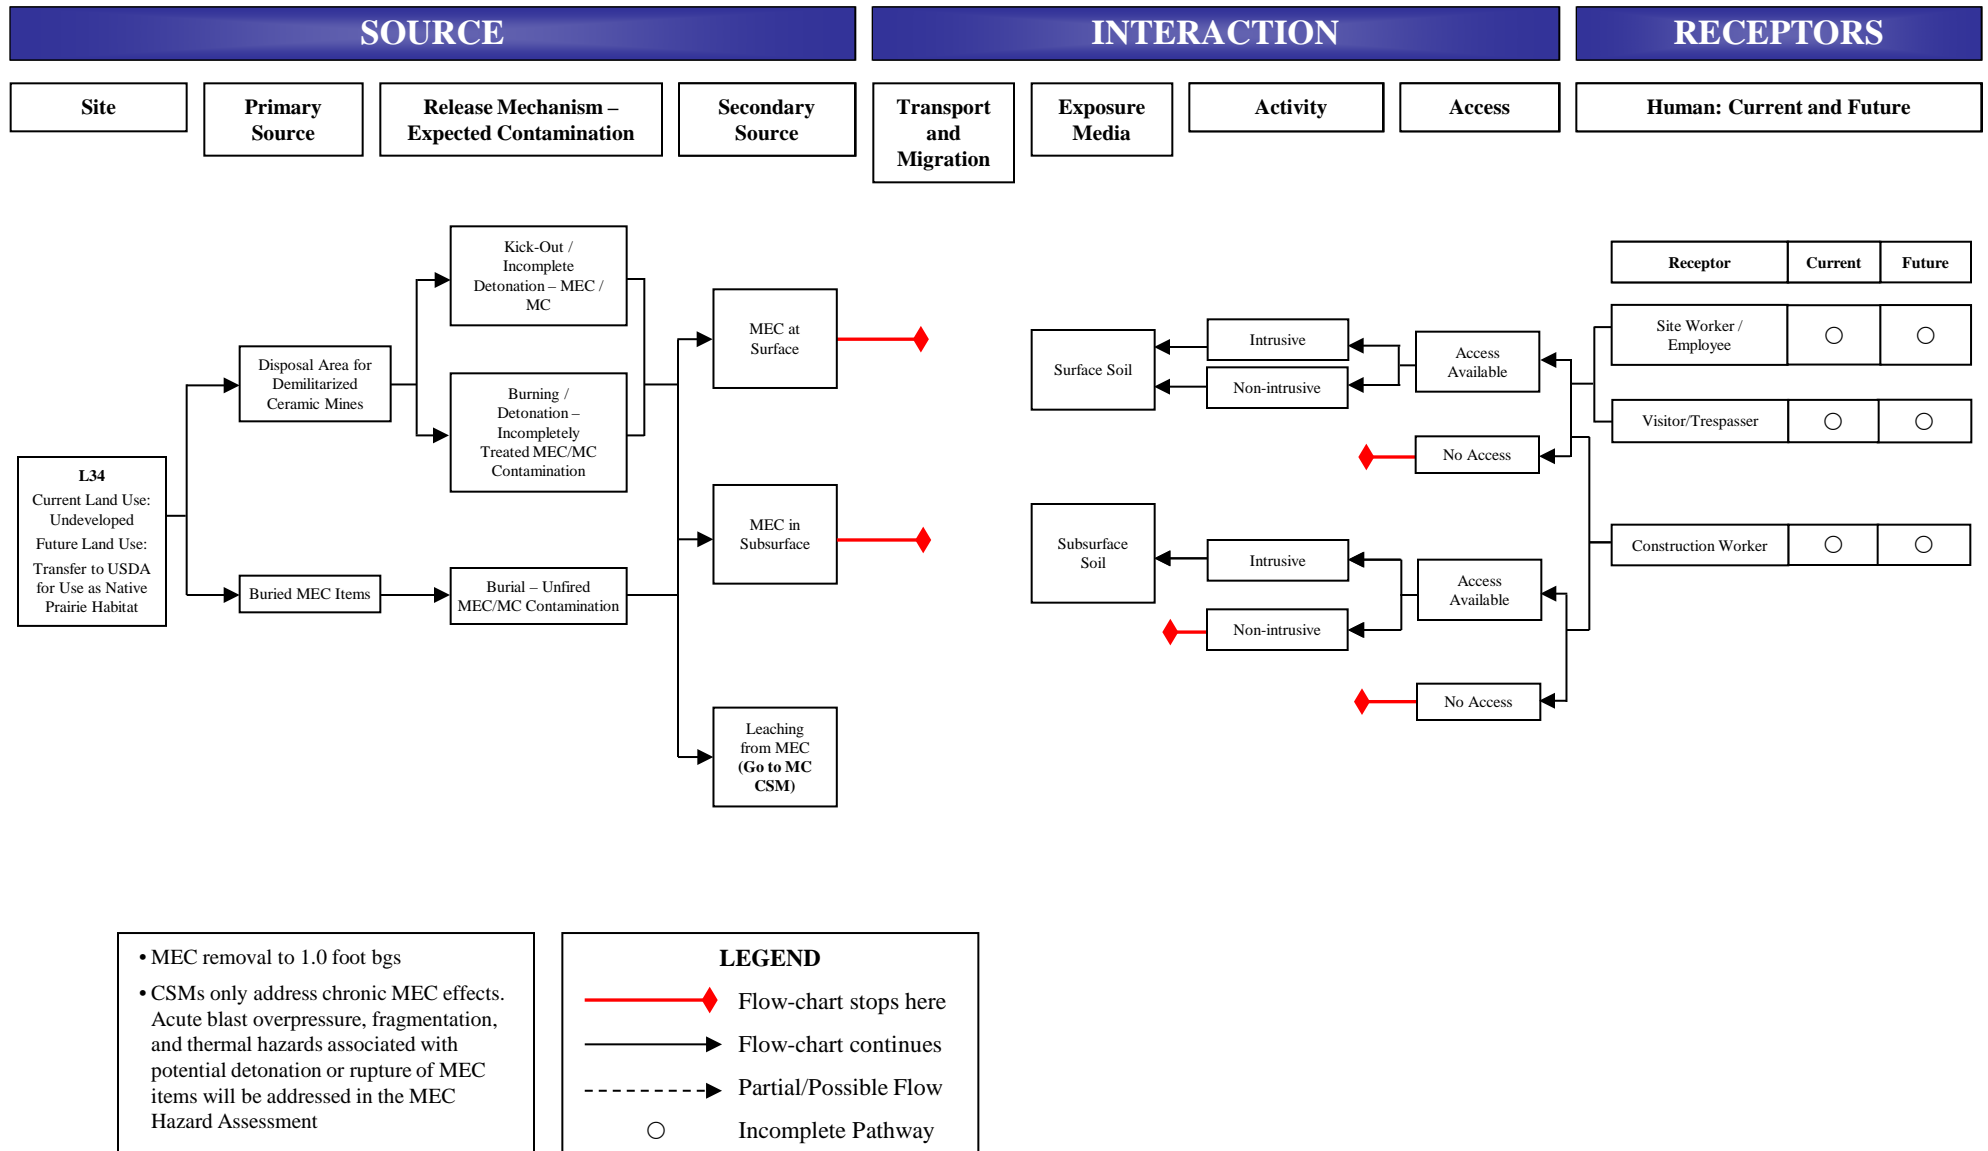 SOURCE
INTERACTION
RECEPTORS
Site
Primary
Source
Release Mechanism –
Expected Contamination
Secondary
Source
Transport
and
Migration
Exposure
Media
Activity
Access
Human: Current and Future
L34
Current Land Use:
Undeveloped
Future Land Use:
Transfer to USDA
for Use as Native
Prairie Habitat
Disposal Area for
Demilitarized
Ceramic Mines
Buried MEC Items
Kick-Out /
Incomplete
Detonation – MEC /
MC
Burning /
Detonation –
Incompletely
Treated MEC/MC
Contamination
Burial – Unfired
MEC/MC Contamination
MEC at
Surface
MEC in
Subsurface
Leaching
from MEC
(Go to MC
CSM)
Surface Soil
Subsurface
Soil
Intrusive
Non-intrusive
Intrusive
Non-intrusive
Access
Available
No Access
Access
Available
No Access
Receptor
Current
Future
Site Worker /
Employee
Visitor/Trespasser
Construction Worker
• MEC removal to 1.0 foot bgs
• CSMs only address chronic MEC effects.
Acute blast overpressure, fragmentation,
and thermal hazards associated with
potential detonation or rupture of MEC
items will be addressed in the MEC
Hazard Assessment
LEGEND
Flow-chart stops here
Flow-chart continues
Partial/Possible Flow
Incomplete Pathway